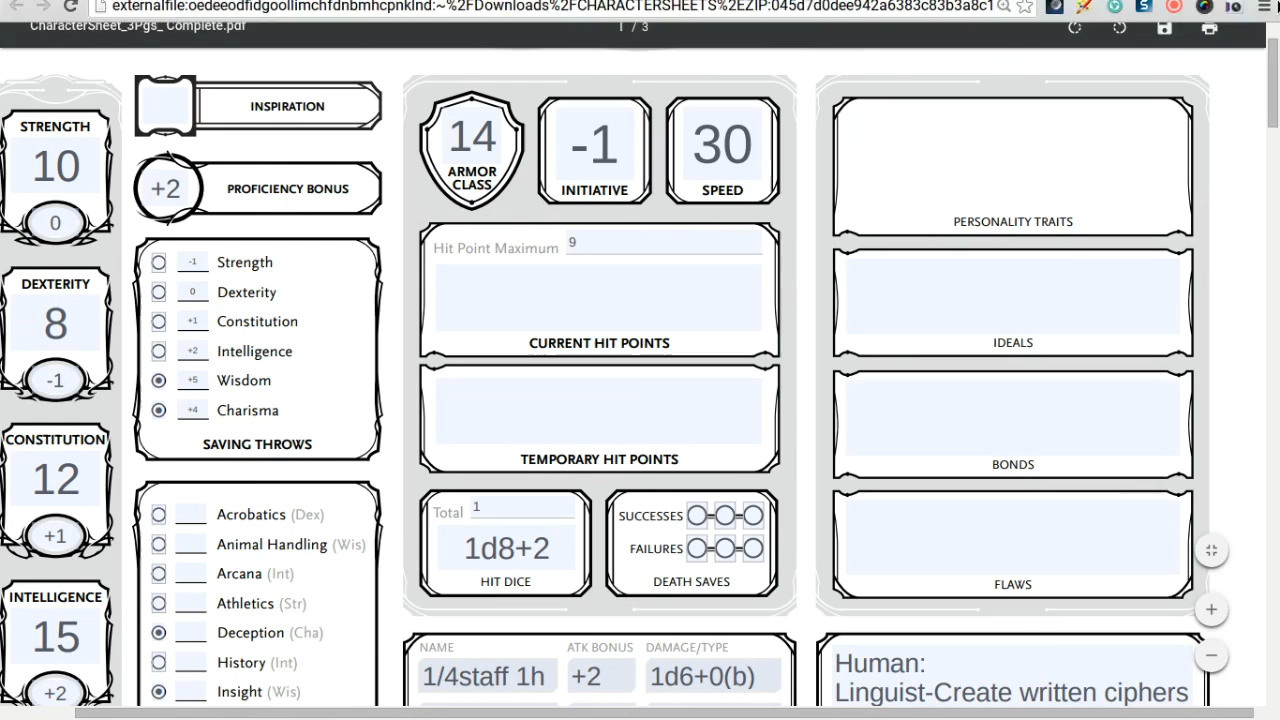 externalfile:oedeeodfidgoollimchfdnbmhcpnklnd:~%2FDownloads%2FCHARACTERSHEETS%2EZIP:045d7d0dee942a6383c83b3a8c1
CharacterSheet_3Pgs_ Complete.pdf
1 / 3
STRENGTH
10
0
DEXTERITY
8
-1
CONSTITUTION
12
+1
INTELLIGENCE
15
+2
INSPIRATION
+2
PROFICIENCY BONUS
-1 Strength
0 Dexterity
+1 Constitution
+2 Intelligence
+5 Wisdom
+4 Charisma
SAVING THROWS
Acrobatics (Dex)
Animal Handling (Wis)
Arcana (Int)
Athletics (Str)
Deception (Cha)
History (Int)
Insight (Wis)
14
ARMOR
CLASS
-1
INITIATIVE
30
SPEED
Hit Point Maximum 9
CURRENT HIT POINTS
TEMPORARY HIT POINTS
Total 1
1d8+2
HIT DICE
SUCCESSES
FAILURES
DEATH SAVES
NAME ATK BONUS DAMAGE/TYPE
1/4staff 1h +2 1d6+0(b)
PERSONALITY TRAITS
IDEALS
BONDS
FLAWS
Human:
Linguist-Create written ciphers